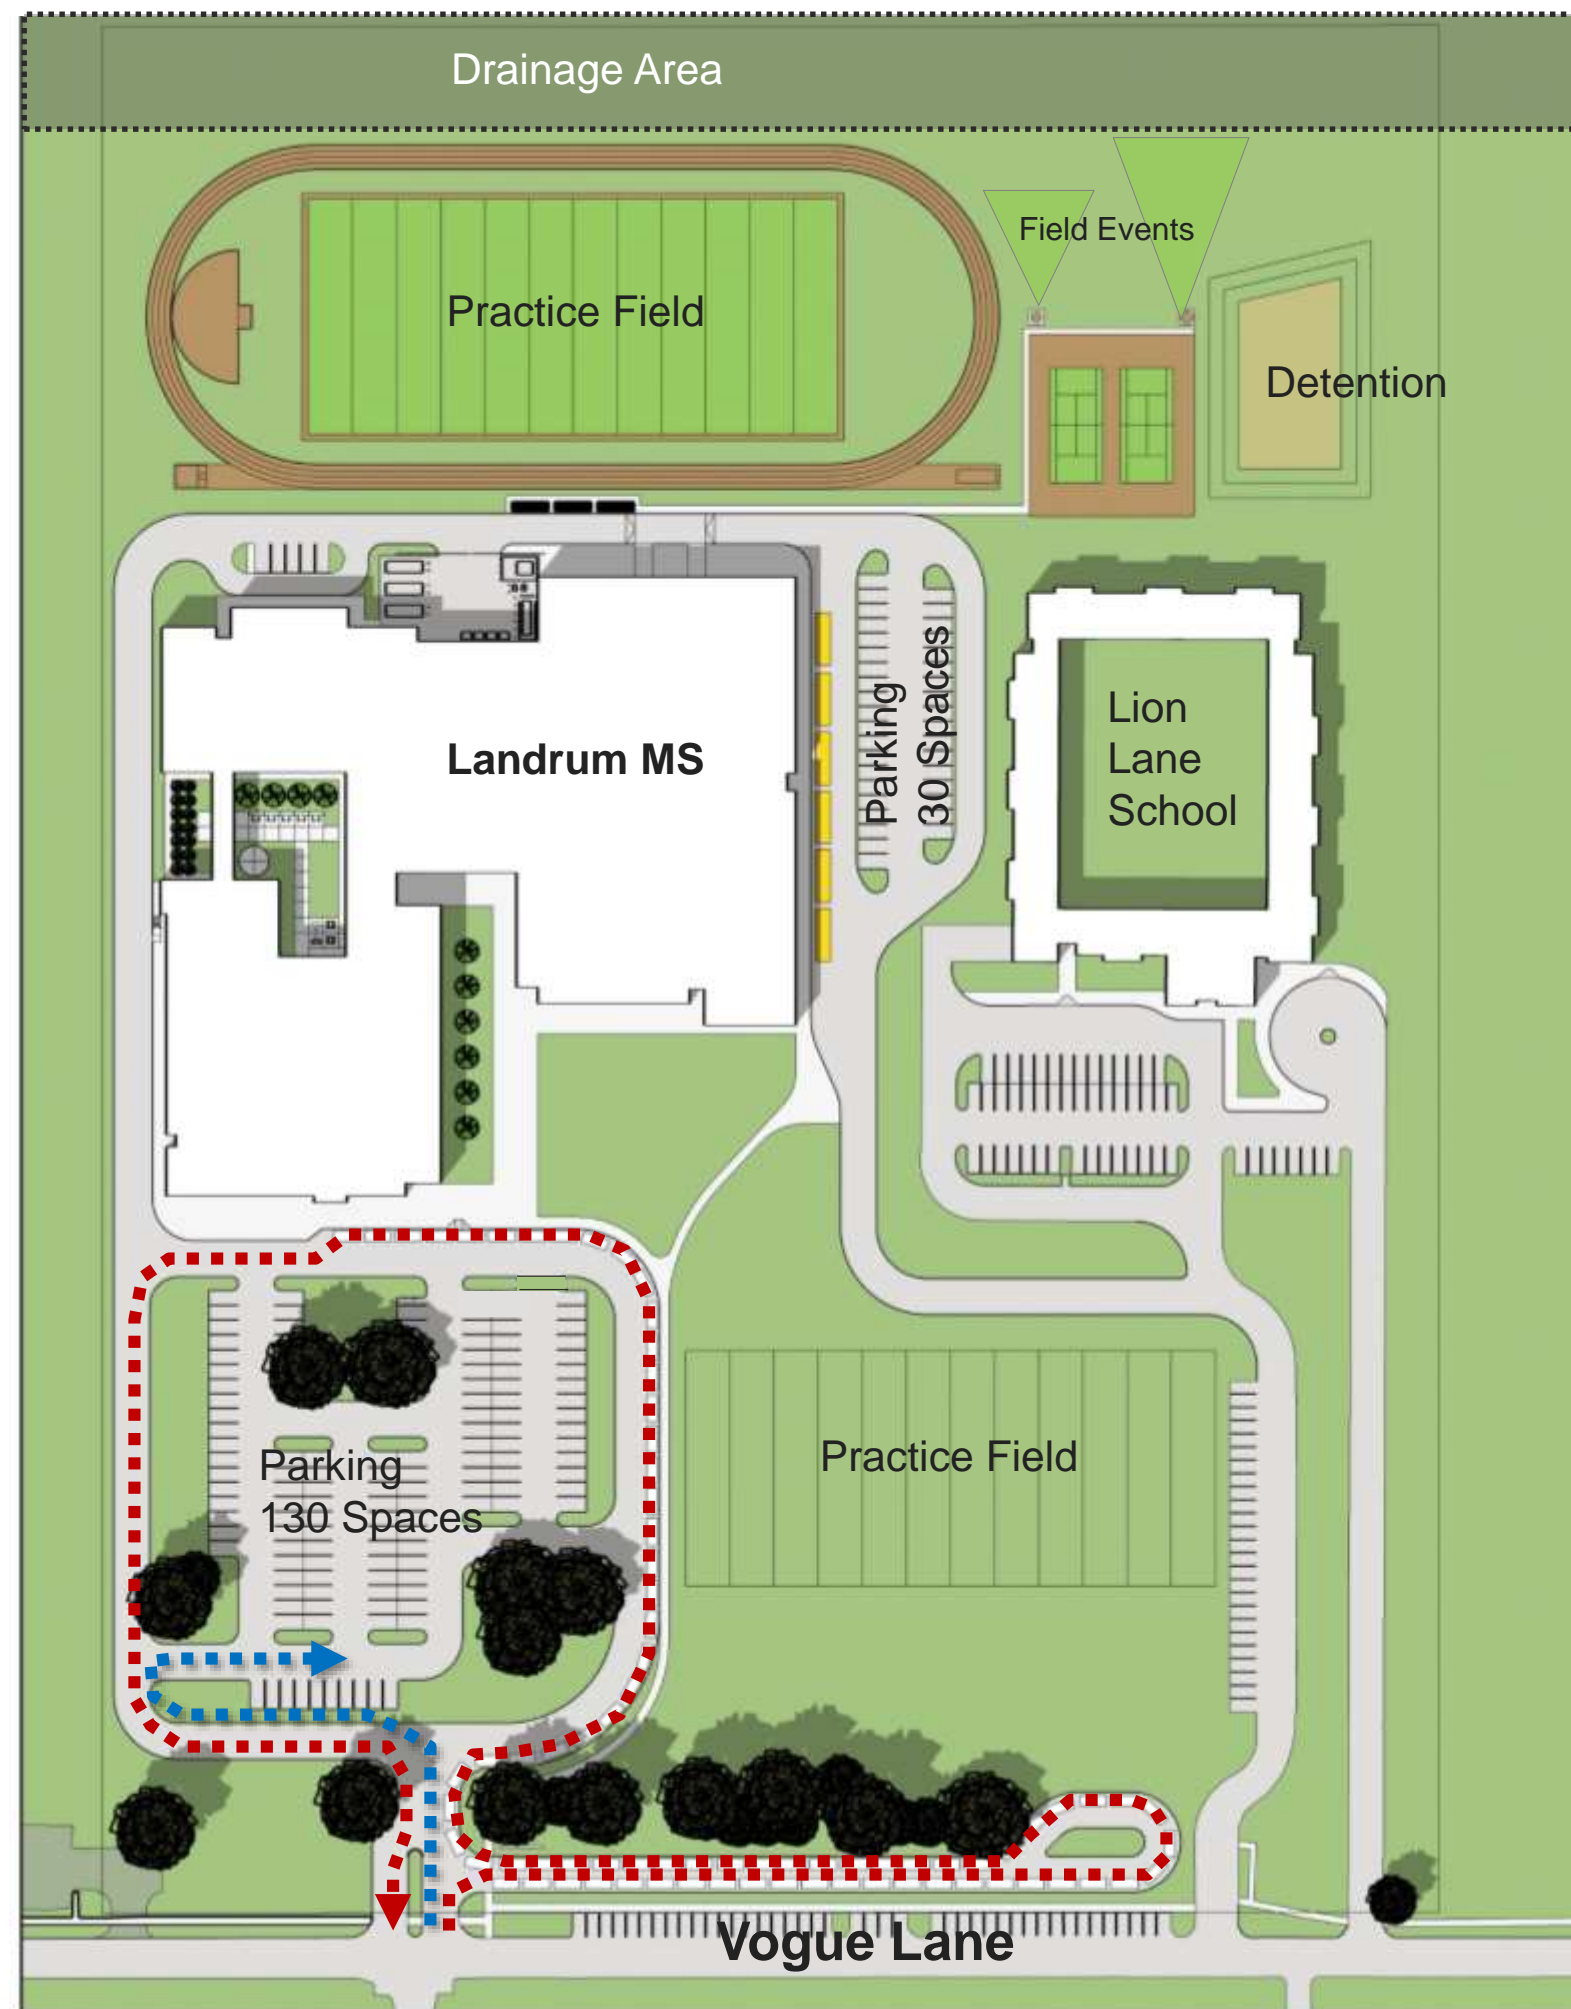 Drainage Area
Field Events
Practice Field
Detention
Parking
30 Spaces
Lion
Lane
School
Landrum MS
Practice Field
Parking
130 Spaces
Vogue Lane